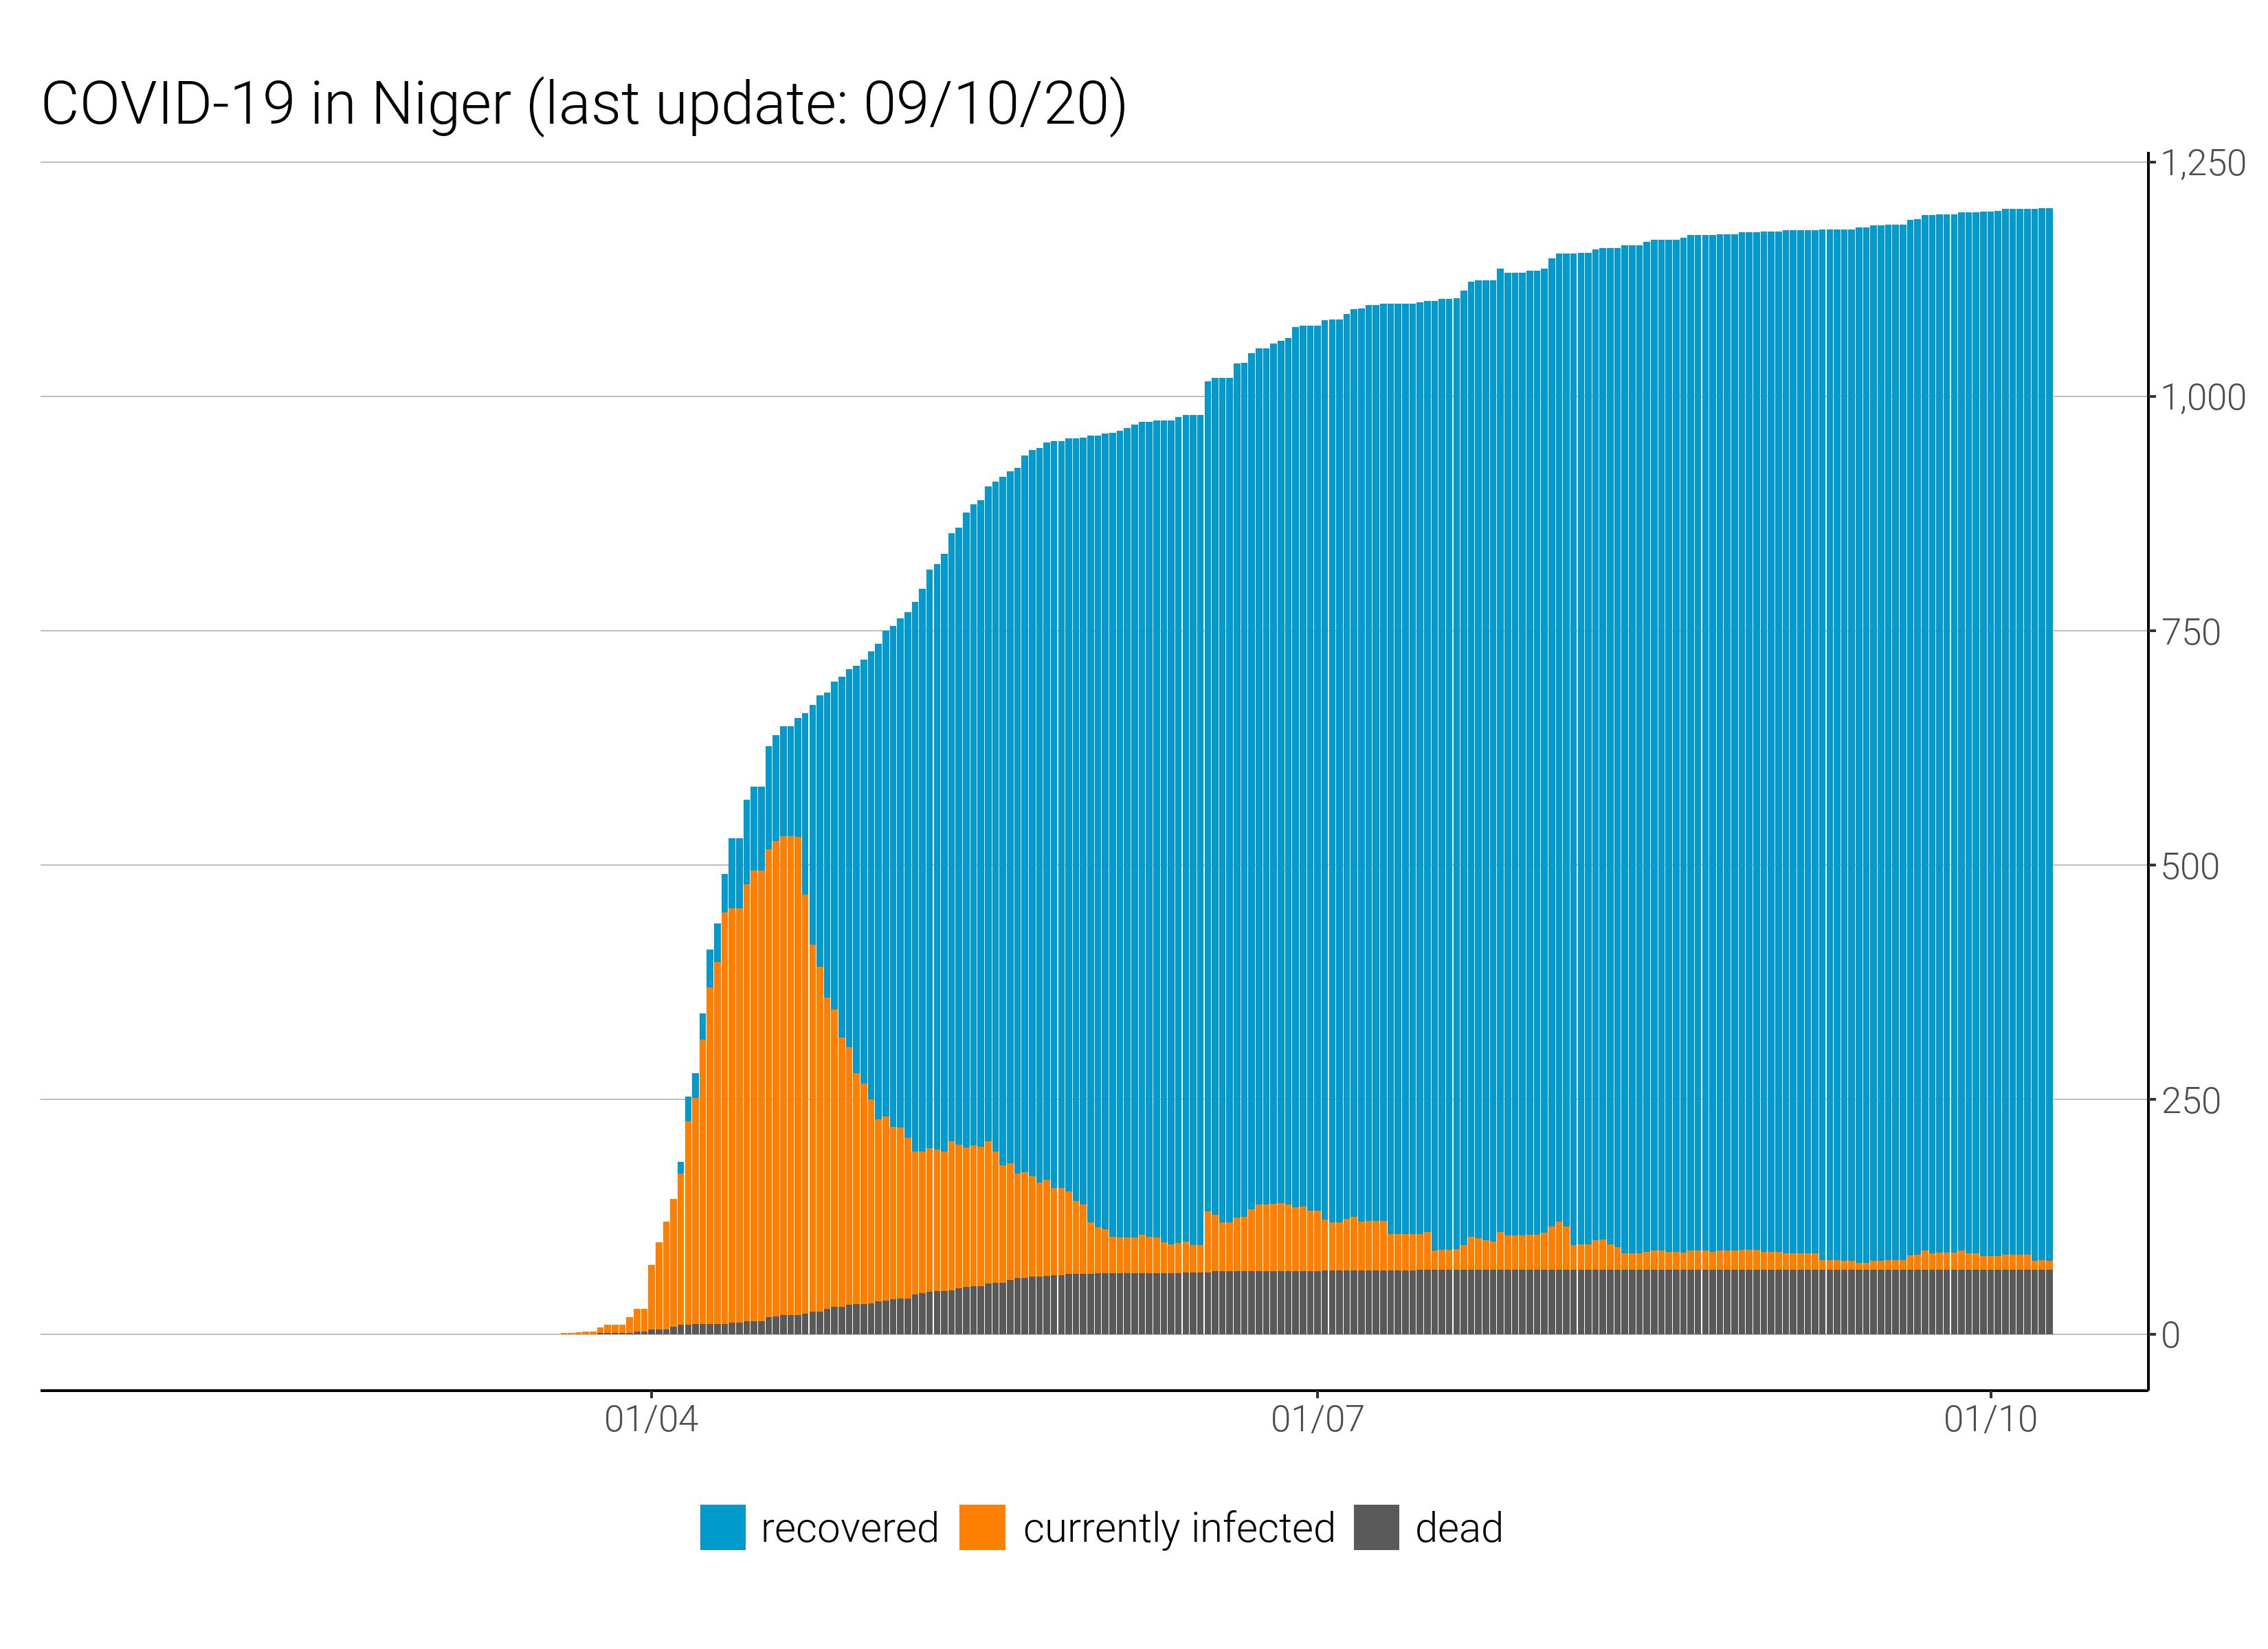 COVID-19 in Niger (last update: 09/10/20)
1,250
1,000
750
500
250
0
01/04 01/07 01/10
recovered currently infected dead